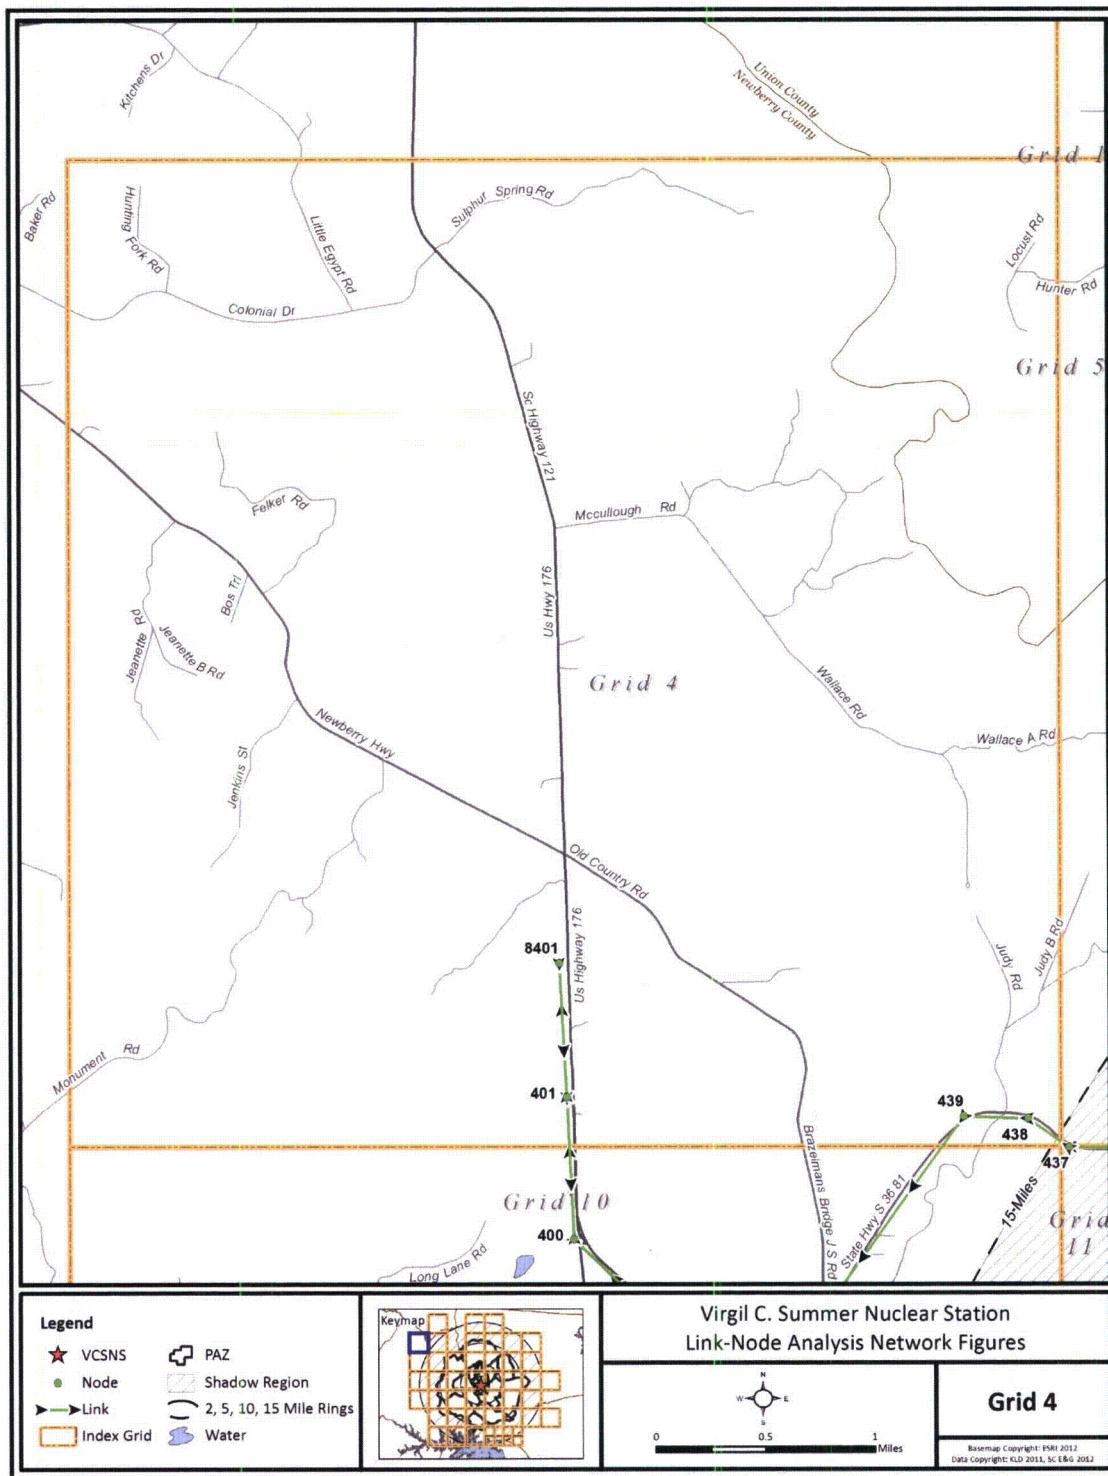 Kitchens Dr
Union County
Newberry County
Grid 1
Baker Rd
Hunting
Fork Rd
Little Egypt Rd
Sulphur Spring Rd
Locust Rd
Hunter Rd
Colonial Dr
Grid 5
Sc Highway 121
Felker Rd
Mccullough Rd
Us Hwy 176
Bos Trl
Jeanette Rd
Jeanette B Rd
Grid 4
Wallace Rd
Wallace A Rd
Newberry Hwy
Jenkins St
Old Country Rd
Us Highway 176
8401
Judy Rd
Judy B Rd
Monument Rd
401
439
438
437
Brazelmans Bridge J S Rd
State Hwy S 36 81
15-Miles
Grid 10
Grid
11
400
Long Lane Rd
Legend
VCSNS
PAZ
Node
Shadow Region
Link
2, 5, 10, 15 Mile Rings
Index Grid
Water
Keymap
Virgil C. Summer Nuclear Station
Link-Node Analysis Network Figures
N
W
E
S
0
0.5
1
Miles
Grid 4
Basemap Copyright: ESRI 2012
Data Copyright: KLD 2011, SC E&G 2012